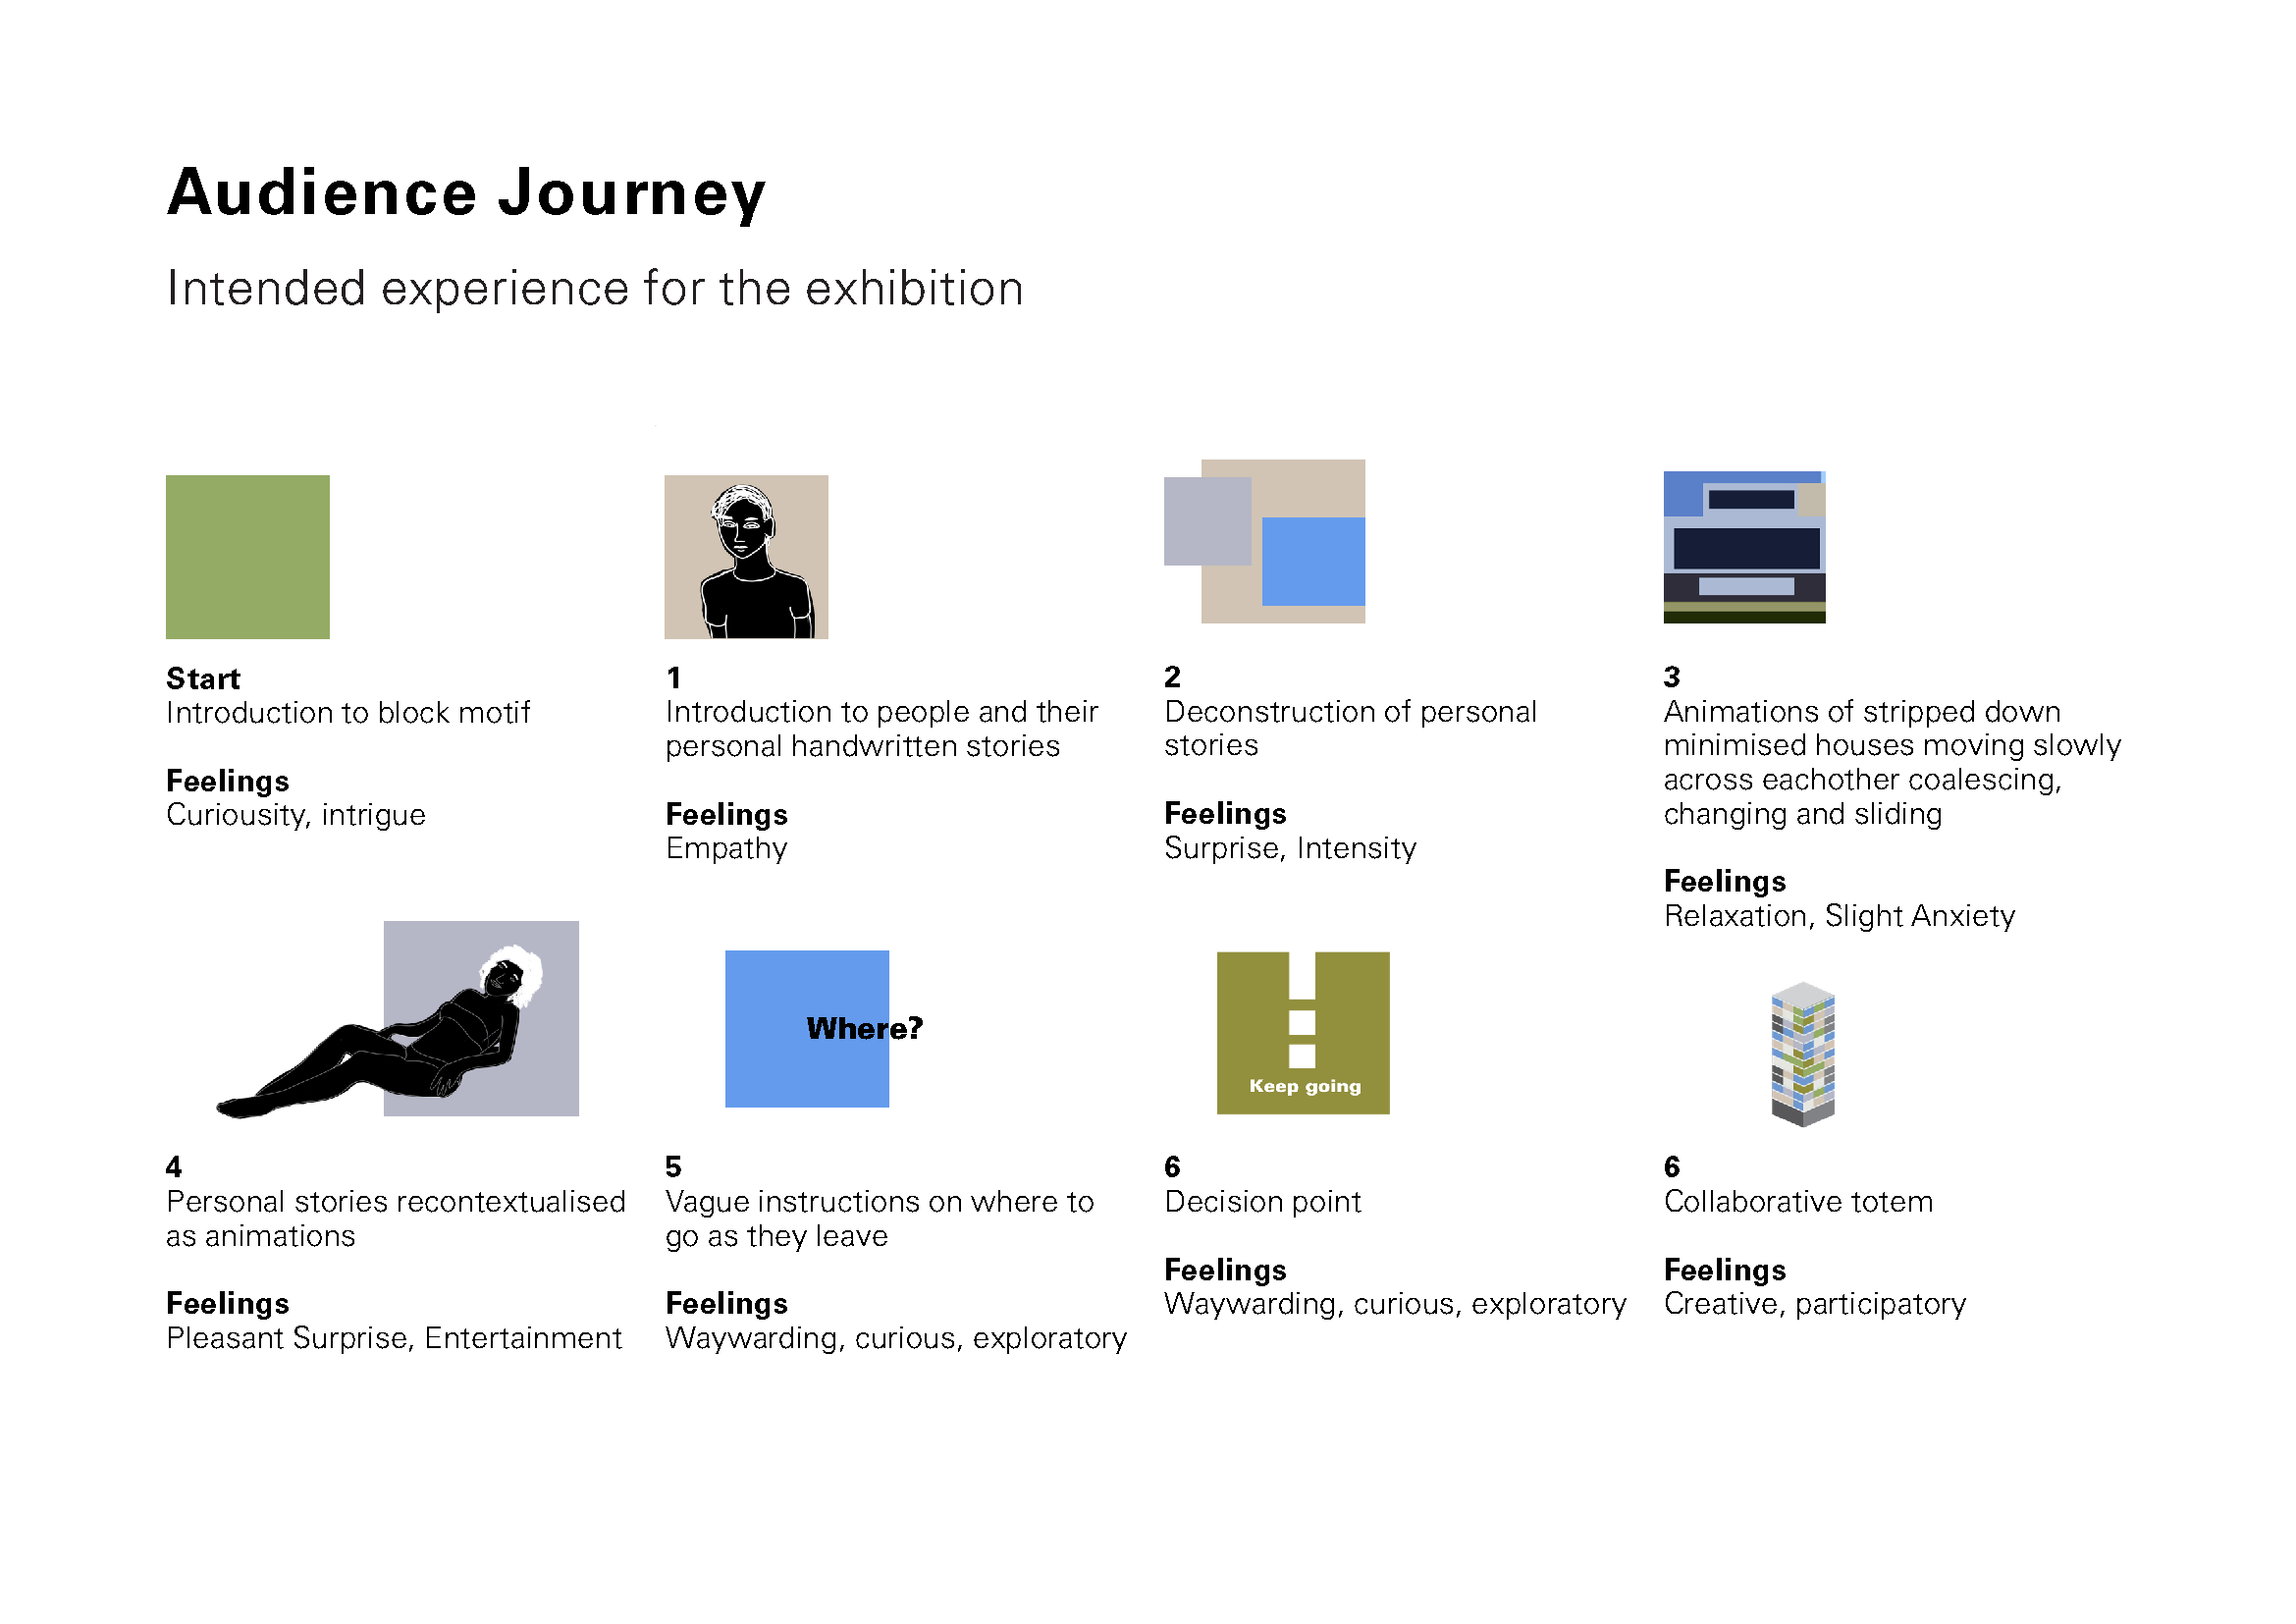 Audience Journey
Intended experience for the exhibition
Start
Introduction to block motif
Feelings
Curiousity, intrigue
1
Introduction to people and their
personal handwritten stories
Feelings
Empathy
2
Deconstruction of personal
stories
Feelings
Surprise, Intensity
3
Animations of stripped down
minimised houses moving slowly
across eachother coalescing,
changing and sliding
Feelings
Relaxation, Slight Anxiety
4
Personal stories recontextualised
as animations
Feelings
Pleasant Surprise, Entertainment
Where?
5
Vague instructions on where to
go as they leave
Feelings
Waywarding, curious, exploratory
Keep going
6
Decision point
Feelings
Waywarding, curious, exploratory
6
Collaborative totem
Feelings
Creative, participatory